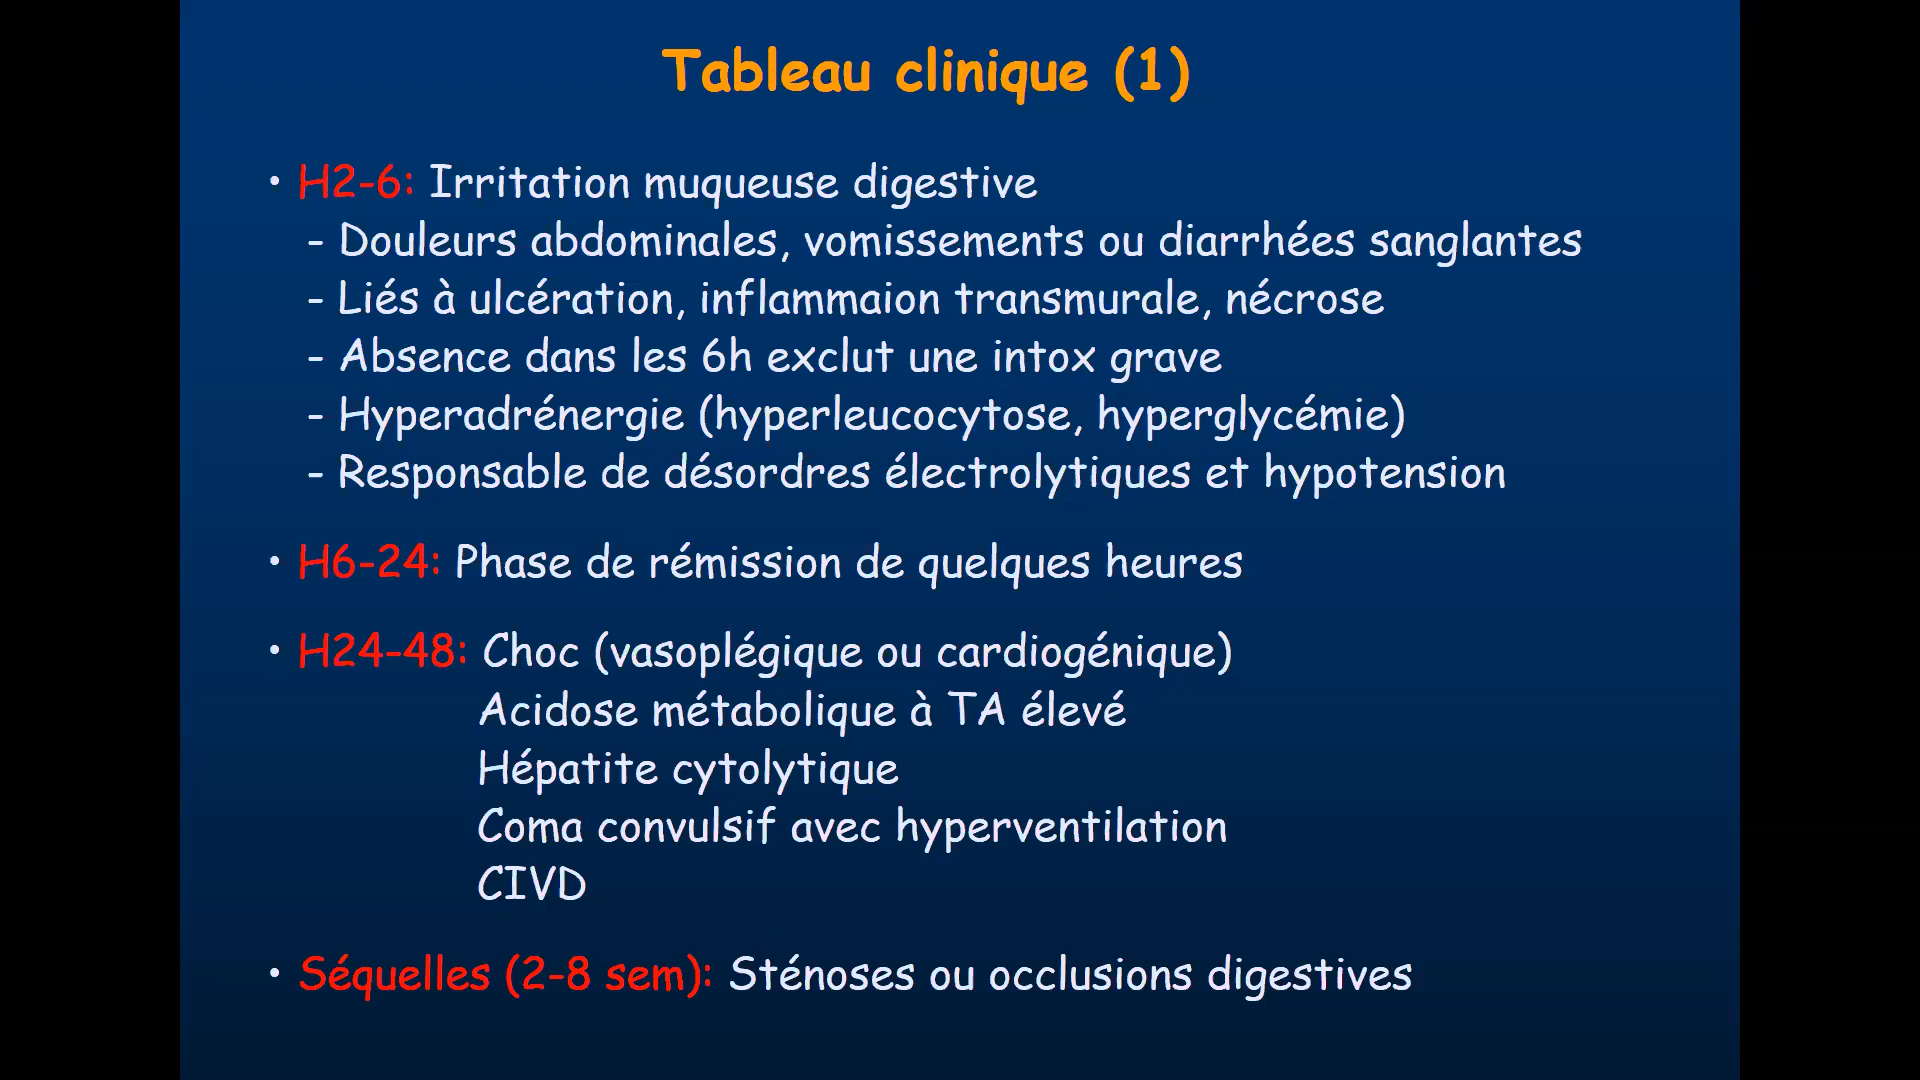 Tableau clinique (1)
• H2-6: Irritation muqueuse digestive
- Douleurs abdominales, vomissements ou diarrhées sanglantes
- Liés à ulcération, inflammaion transmurale, nécrose
- Absence dans les 6h exclut une intox grave
- Hyperadrénergie (hyperleucocytose, hyperglycémie)
- Responsable de désordres électrolytiques et hypotension
• H6-24: Phase de rémission de quelques heures
• H24-48: Choc (vasoplégique ou cardiogénique)
Acidose métabolique à TA élevé
Hépatite cytolytique
Coma convulsif avec hyperventilation
CIVD
• Séquelles (2-8 sem): Sténoses ou occlusions digestives